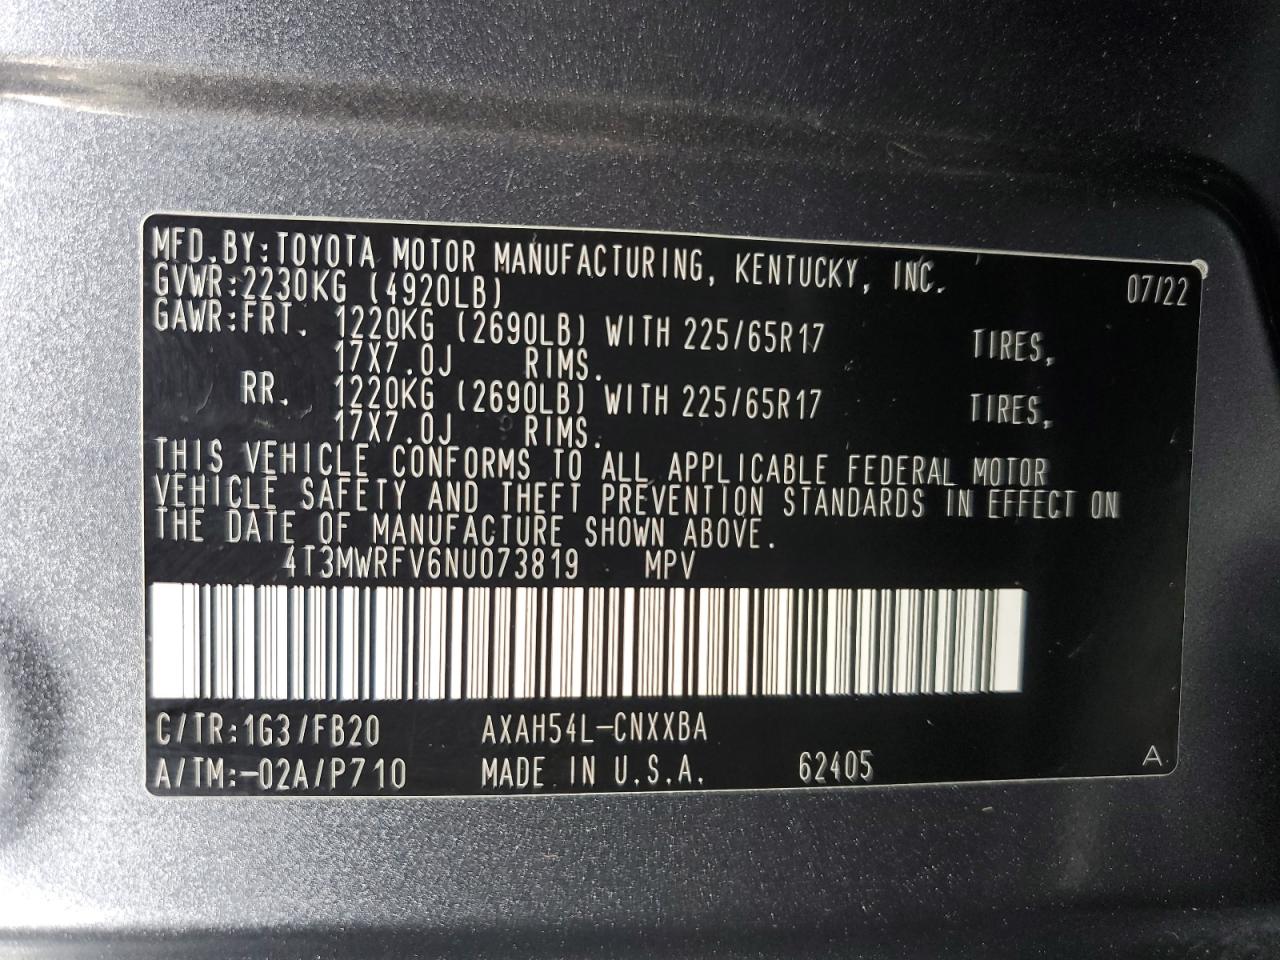 MFD.BY:TOYOTA MOTOR MANUFACTURING, KENTUCKY, INC. 07/22
GVWR:2230KG (4920LB)
GAWR:FRT. 1220KG (2690LB) WITH 225/65R17 TIRES,
17X7.0J RIMS.
RR. 1220KG (2690LB) WITH 225/65R17 TIRES,
17X7.0J RIMS.
THIS VEHICLE CONFORMS TO ALL APPLICABLE FEDERAL MOTOR
VEHICLE SAFETY AND THEFT PREVENTION STANDARDS IN EFFECT ON
THE DATE OF MANUFACTURE SHOWN ABOVE.
4T3MWRFV6NU073819 MPV
C/TR:1G3/FB20 AXAH54L-CNXXBA
A/TM:-02A/P710 MADE IN U.S.A. 62405 A